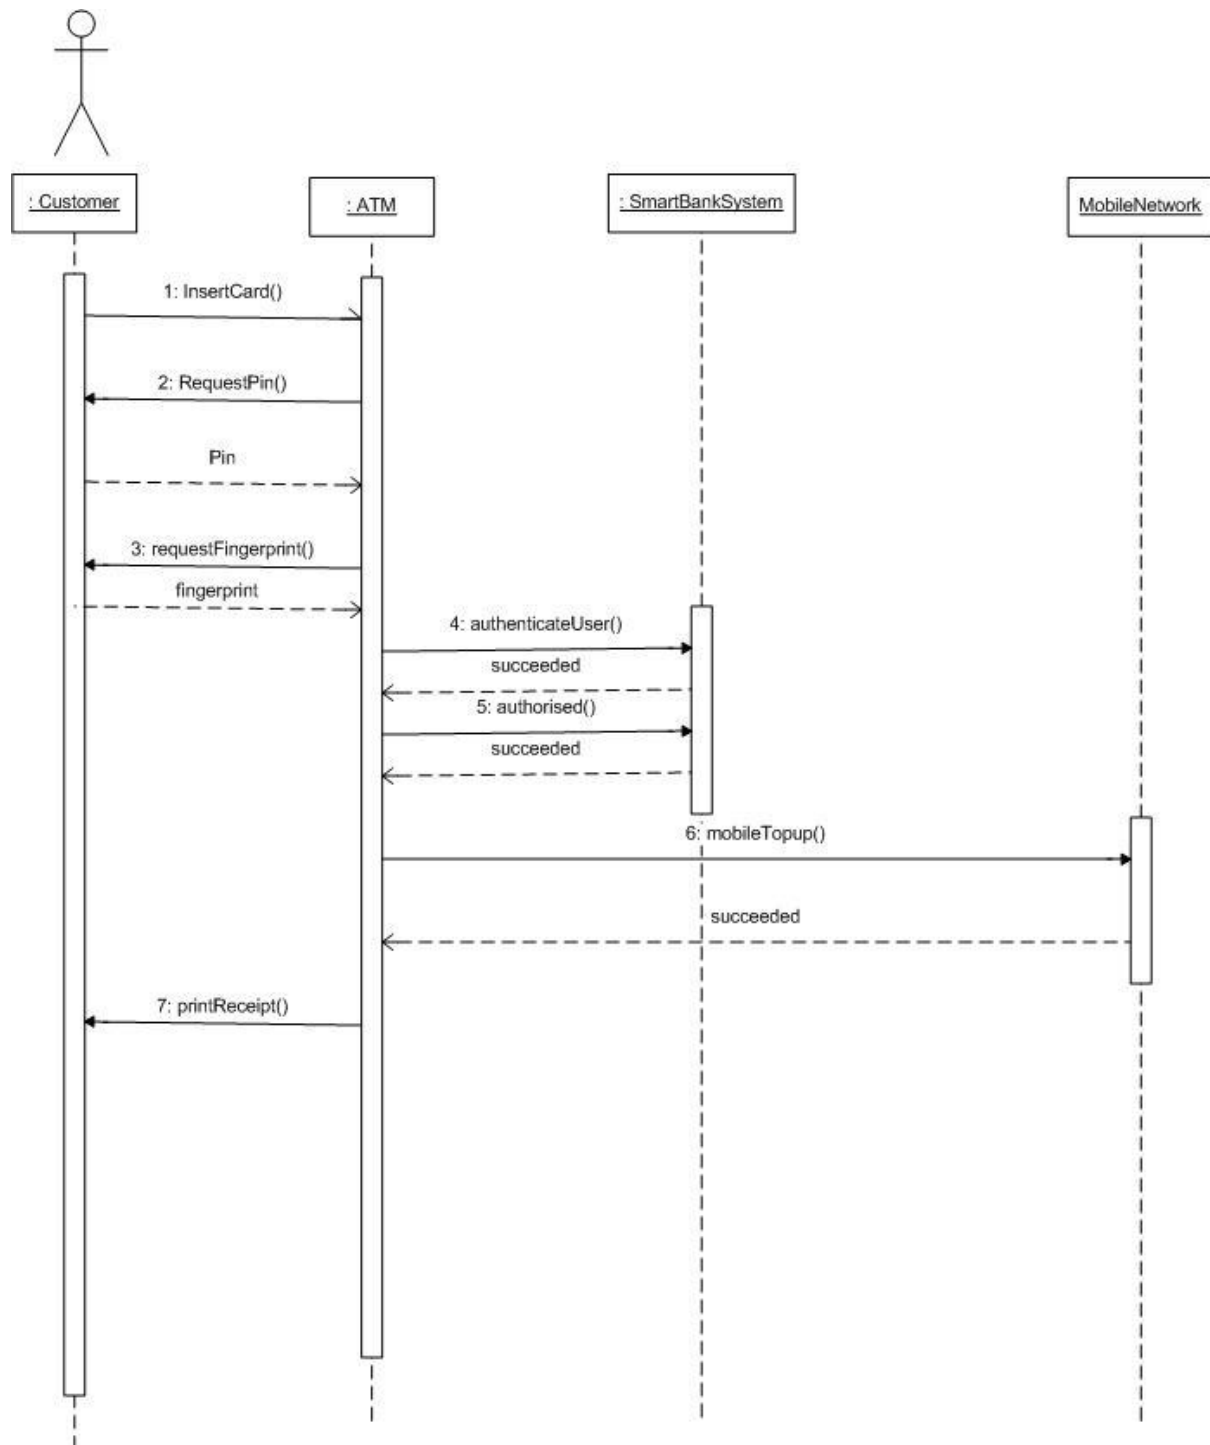 : Customer
: ATM
: SmartBankSystem
MobileNetwork
1: InsertCard()
2: RequestPin()
Pin
3: requestFingerprint()
fingerprint
4: authenticateUser()
succeeded
5: authorised()
succeeded
6: mobileTopup()
succeeded
7: printReceipt()